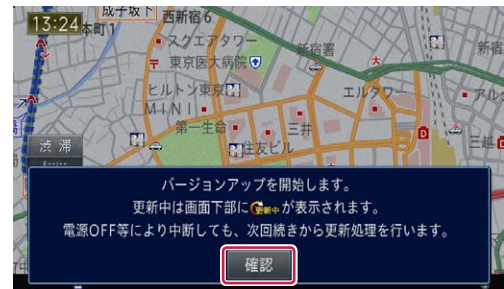 13:24
成子坂下
西新宿6
本町1
スクエアタワー
新宿署
新宿
東京医大病院
ヒルトン東京
エルタワー
アル
MINI
第一生命
三井
住友ビル
三越
渋滞
バージョンアップを開始します。
更新中は画面下部に更新中が表示されます。
電源OFF等により中断しても、次回続きから更新処理を行います。
確認